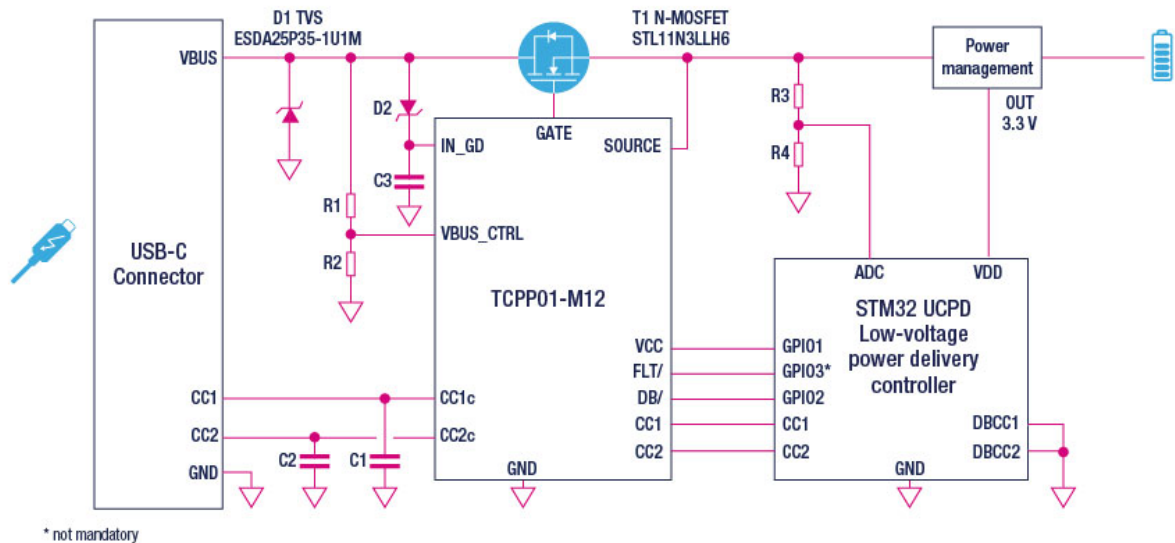 D1 TVS
ESDA25P35-1U1M
T1 N-MOSFET
STL11N3LLH6
VBUS
Power
management
D2
R3
OUT
3.3 V
GATE
IN_GD
SOURCE
R4
C3
R1
VBUS_CTRL
USB-C
Connector
R2
ADC
VDD
TCPP01-M12
STM32 UCPD
Low-voltage
power delivery
controller
VCC
GPIO1
FLT/
GPIO3*
CC1
CC1c
DB/
GPIO2
CC1
CC1
DBCC1
CC2
CC2c
CC2
CC2
DBCC2
C2
C1
GND
GND
GND
* not mandatory